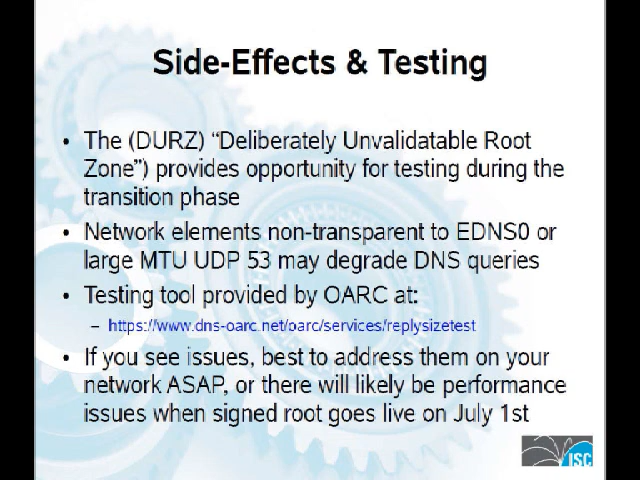 Side-Effects & Testing
• The (DURZ) “Deliberately Unvalidatable Root
Zone”) provides opportunity for testing during the
transition phase
• Network elements non-transparent to EDNS0 or
large MTU UDP 53 may degrade DNS queries
• Testing tool provided by OARC at:
– https://www.dns-oarc.net/oarc/services/replysizetest
• If you see issues, best to address them on your
network ASAP, or there will likely be performance
issues when signed root goes live on July 1st
ISC